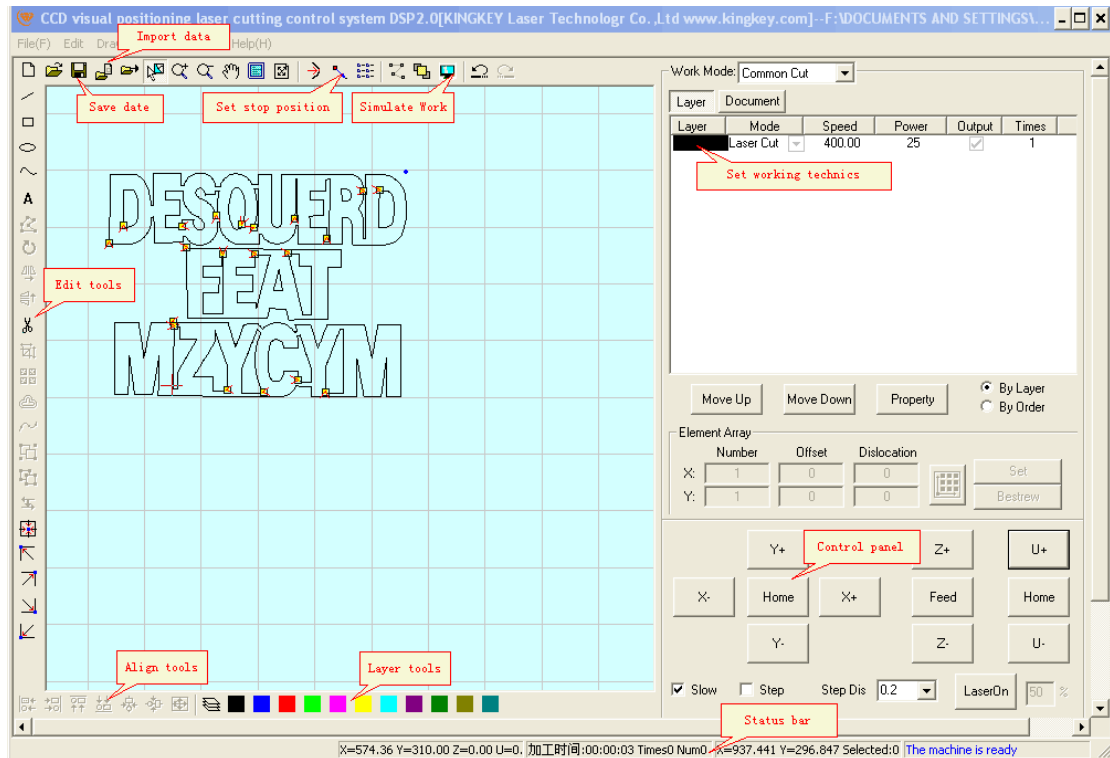 CCD visual positioning laser cutting control system DSP2.0[KINGKEY Laser Technologr Co. ,Ltd www.kingkey.com]--F:\DOCUMENTS AND SETTINGS\...
File(F) Edit Help(H)
Import data
Save date
Set stop position
Simulate Work
A
DESQUERD
FEAT
MZYCYM
Edit tools
Align tools
Layer tools
Work Mode: Common Cut
Layer Document
Layer Mode Speed Power Output Times
Laser Cut 400.00 25 1
Set working technics
Move Up Move Down Property
By Layer
By Order
Element Array
Number Offset Dislocation
X: 1 0 0 Set
Y: 1 0 0 Bestrew
Y+ Control panel Z+ U+
X- Home X+ Feed Home
Y- Z- U-
Slow Step Step Dis 0.2 LaserOn 50 %
Status bar
X=574.36 Y=310.00 Z=0.00 U=0. 加工时间:00:00:03 Times0 Num0 X=937.441 Y=296.847 Selected:0 The machine is ready